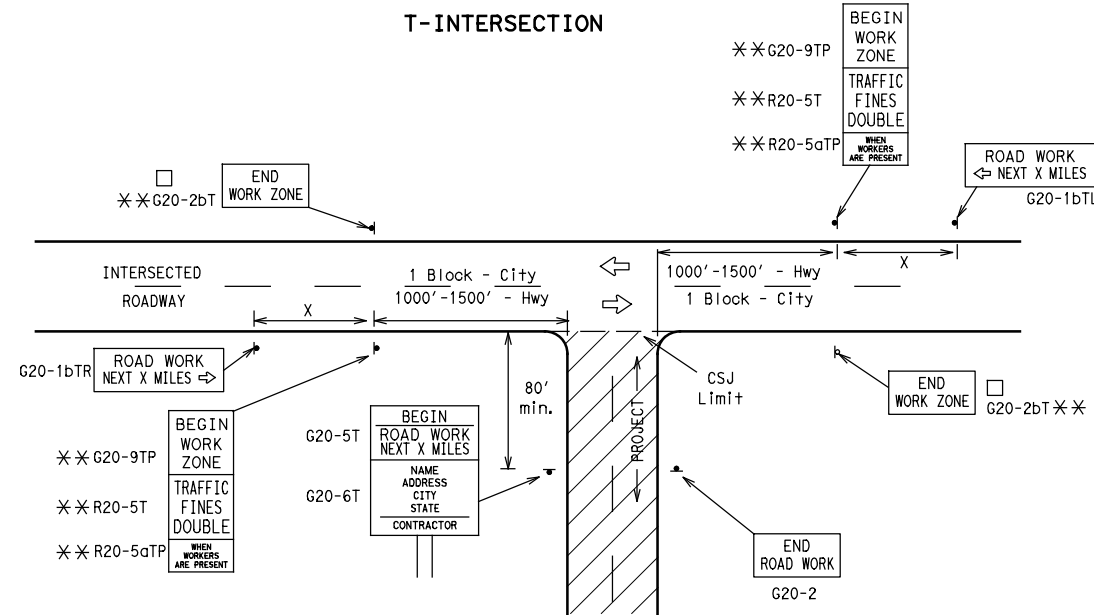 T-INTERSECTION
BEGIN
WORK
ZONE
✳✳G20-9TP
TRAFFIC
FINES
DOUBLE
✳✳R20-5T
WHEN
WORKERS
ARE PRESENT
✳✳R20-5aTP
ROAD WORK
⇦ NEXT X MILES
G20-1bTL
END
WORK ZONE
□
✳✳G20-2bT
INTERSECTED
ROADWAY
X
1 Block - City
1000'-1500' - Hwy
1000'-1500' - Hwy
1 Block - City
X
G20-1bTR
ROAD WORK
NEXT X MILES ⇨
80'
min.
CSJ
Limit
PROJECT
END
WORK ZONE
□
G20-2bT ✳✳
BEGIN
WORK
ZONE
✳✳ G20-9TP
TRAFFIC
FINES
DOUBLE
✳✳ R20-5T
WHEN
WORKERS
ARE PRESENT
✳✳ R20-5aTP
G20-5T
BEGIN
ROAD WORK
NEXT X MILES
G20-6T
NAME
ADDRESS
CITY
STATE
CONTRACTOR
END
ROAD WORK
G20-2